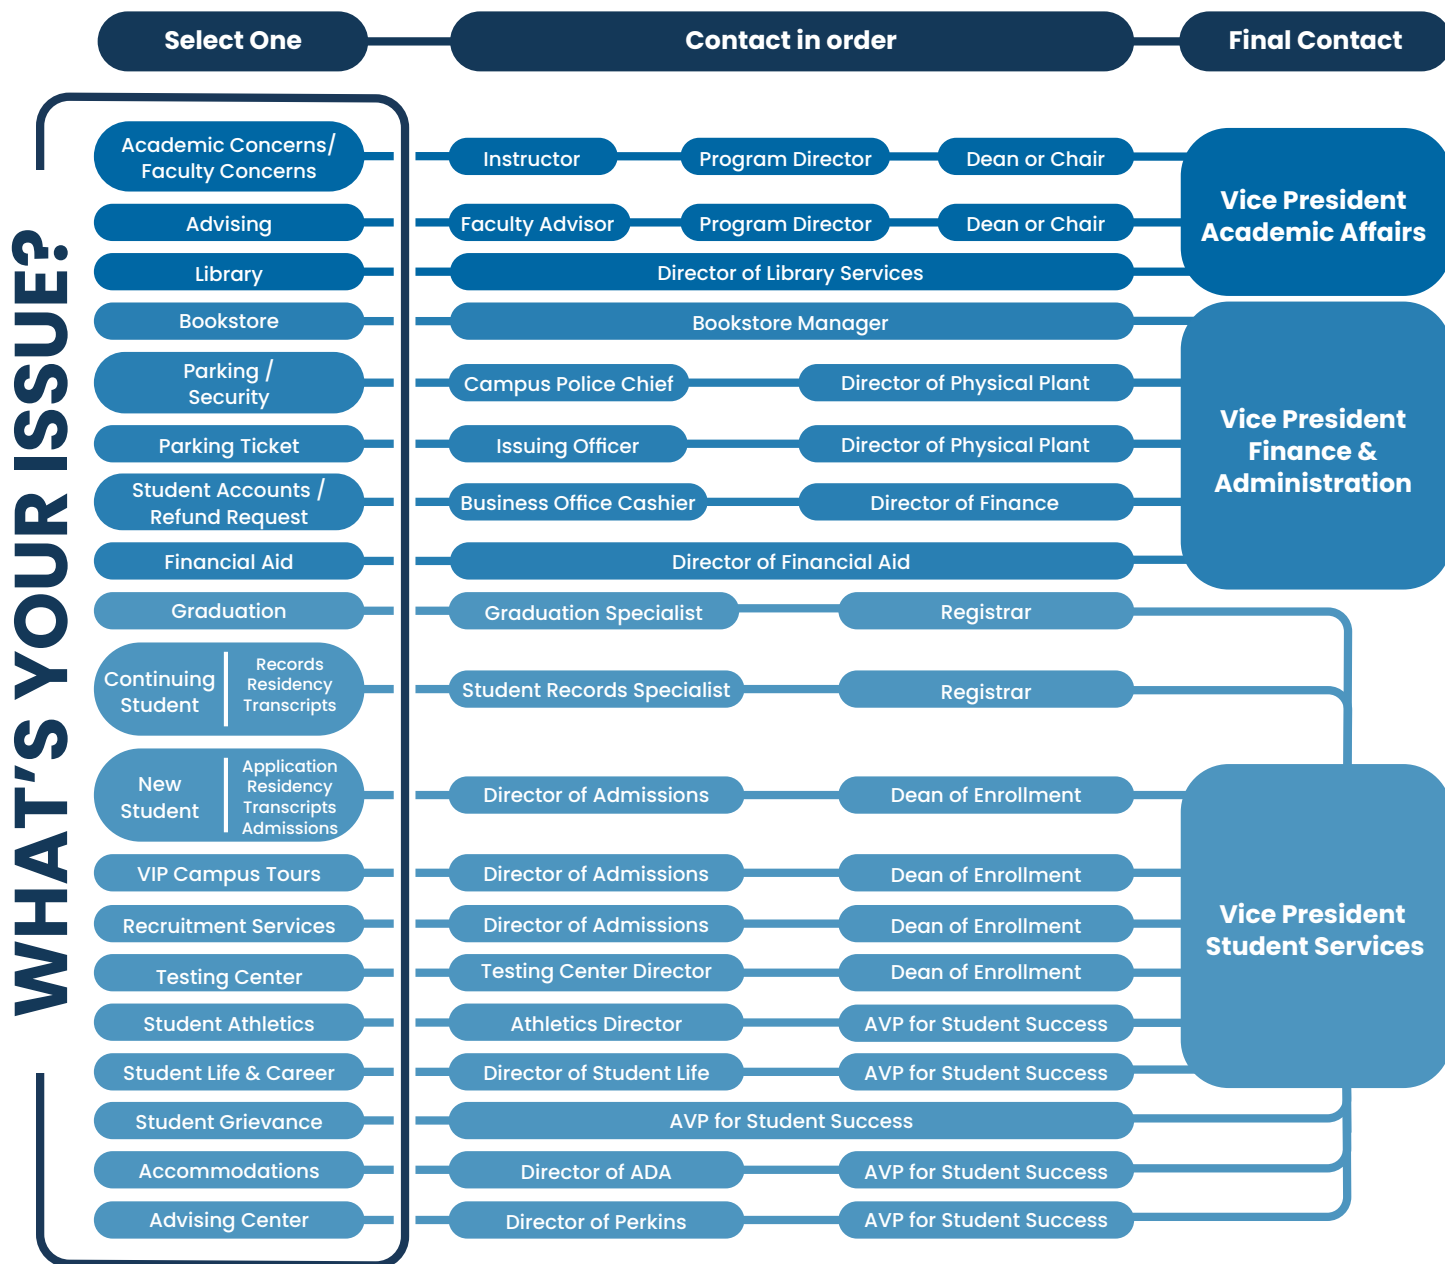 Select One
Contact in order
Final Contact
WHAT'S YOUR ISSUE?
Academic Concerns/
Faculty Concerns
Instructor
Program Director
Dean or Chair
Advising
Faculty Advisor
Program Director
Dean or Chair
Library
Director of Library Services
Vice President
Academic Affairs
Bookstore
Bookstore Manager
Parking /
Security
Campus Police Chief
Director of Physical Plant
Parking Ticket
Issuing Officer
Director of Physical Plant
Student Accounts /
Refund Request
Business Office Cashier
Director of Finance
Financial Aid
Director of Financial Aid
Vice President
Finance &
Administration
Graduation
Graduation Specialist
Registrar
Continuing
Student
Records
Residency
Transcripts
Student Records Specialist
Registrar
New
Student
Application
Residency
Transcripts
Admissions
Director of Admissions
Dean of Enrollment
VIP Campus Tours
Director of Admissions
Dean of Enrollment
Recruitment Services
Director of Admissions
Dean of Enrollment
Testing Center
Testing Center Director
Dean of Enrollment
Student Athletics
Athletics Director
AVP for Student Success
Student Life & Career
Director of Student Life
AVP for Student Success
Student Grievance
AVP for Student Success
Accommodations
Director of ADA
AVP for Student Success
Advising Center
Director of Perkins
AVP for Student Success
Vice President
Student Services